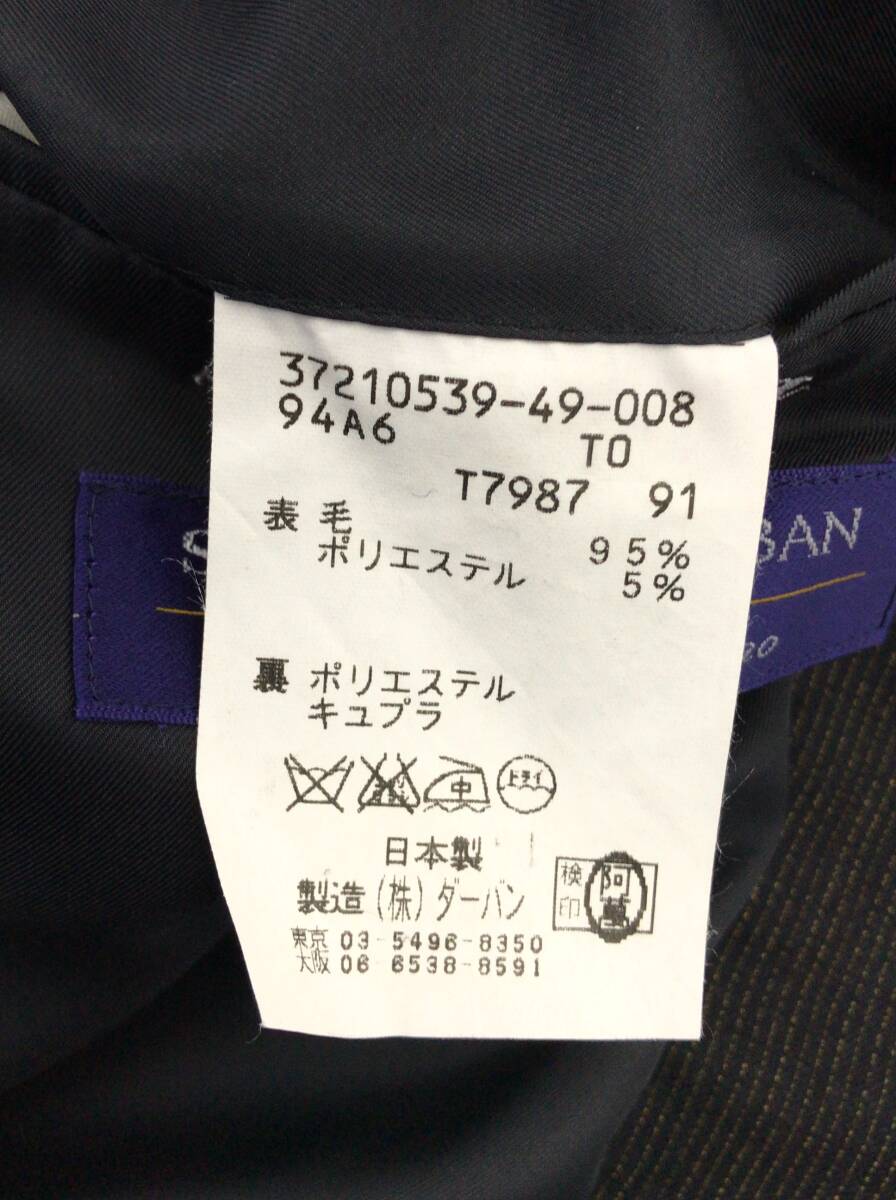 37210539-49-008
94A6 TO
T7987 91
表 毛 95%
ポリエステル 5%
裏 ポリエステル
キュプラ
中 ドライ
日本製
製造(株)ダーバン
検印
東京 03-5496-8350
大阪 06-6538-8591